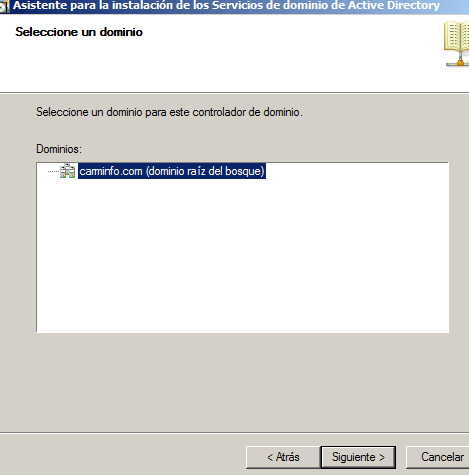 Asistente para la instalación de los Servicios de dominio de Active Directory
Seleccione un dominio
Seleccione un dominio para este controlador de dominio.
Dominios:
carminfo.com (dominio raíz del bosque)
< Atrás
Siguiente >
Cancelar